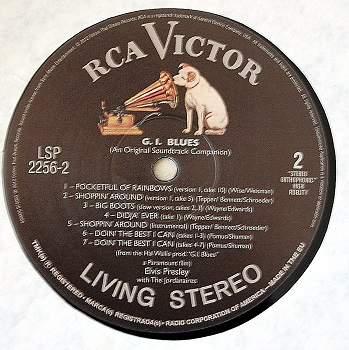 RCA VICTOR
G. I. BLUES
(An Original Soundtrack Companion)
LSP
2256-2
2
"STEREO
ORTHOPHONIC"
HIGH
FIDELITY
1 – POCKETFUL OF RAINBOWS (version 1, take 10) (Wise/Weisman)
2 – SHOPPIN' AROUND (version 1, take 5) (Tepper/ Bennett/Schroeder)
3 – BIG BOOTS (slow version, takes 2, 3) (Wayne/Edwards)
4 – DIDJA' EVER (take 1) (Wayne/Edwards)
5 – SHOPPIN' AROUND (instrumental) (Tepper/ Bennett/Schroeder)
6 – DOIN' THE BEST I CAN (takes 1-3) (Pomus/Shuman)
7 – DOIN' THE BEST I CAN (takes 4-7) (Pomus/Shuman)
(from the Hal Wallis prod: "G.I. Blues"
a Paramount film)
Elvis Presley
with The Jordanaires
LIVING STEREO
TMK(s) ® REGISTERED • MARCA(s) REGISTRADA(s) • RADIO CORPORATION OF AMERICA • MADE IN THE EU